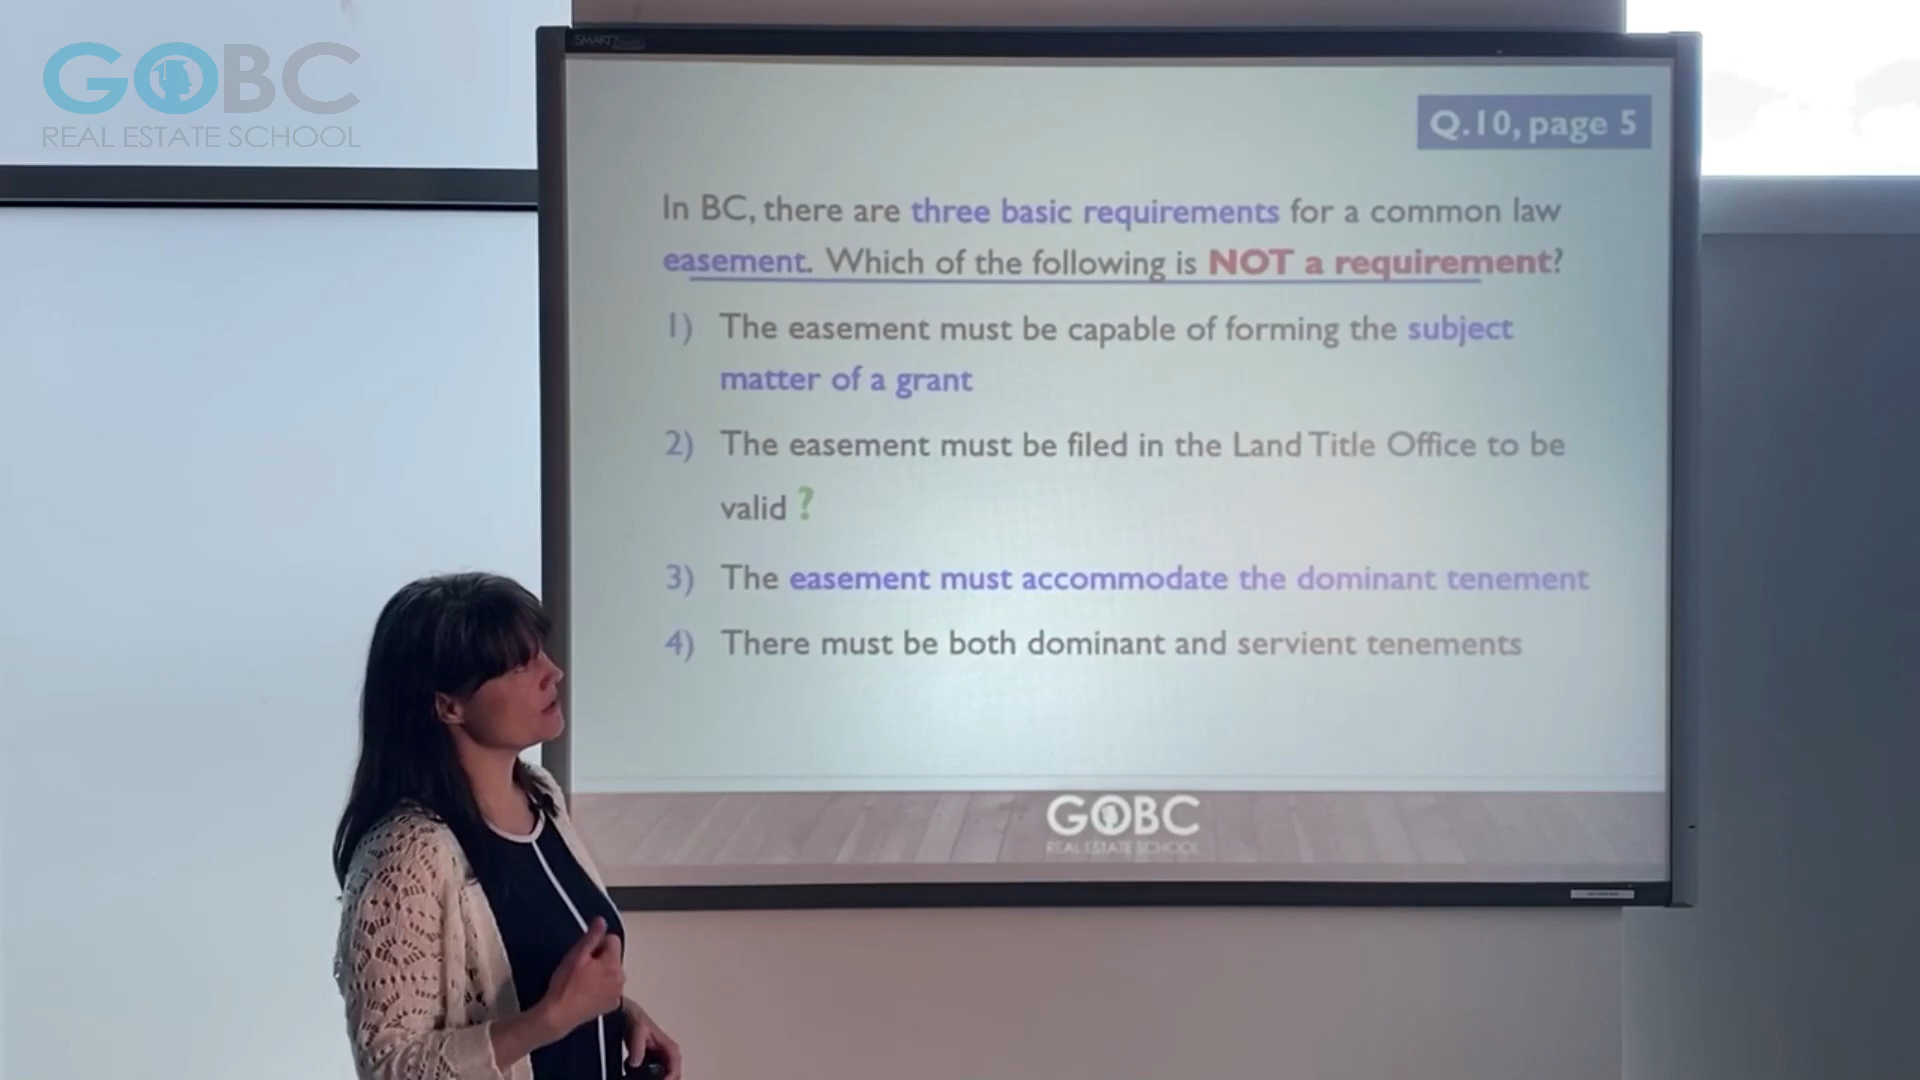 GOBC
REAL ESTATE SCHOOL
SMART
Q.10, page 5
In BC, there are three basic requirements for a common law
easement. Which of the following is NOT a requirement?
1) The easement must be capable of forming the subject
matter of a grant
2) The easement must be filed in the Land Title Office to be
valid ?
3) The easement must accommodate the dominant tenement
4) There must be both dominant and servient tenements
GOBC
REAL ESTATE SCHOOL